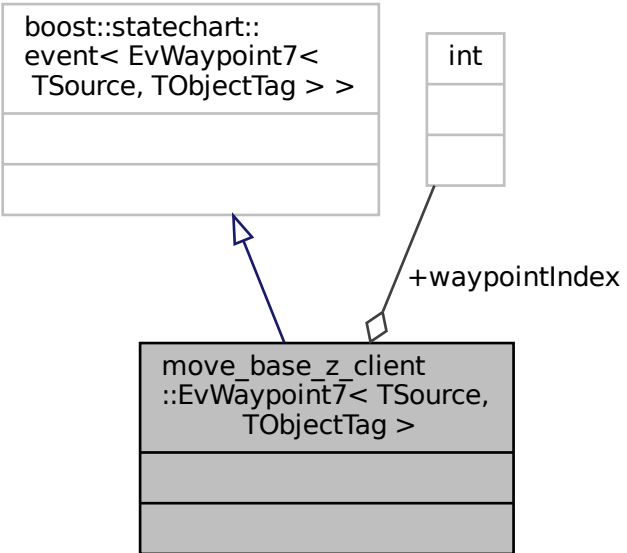 boost::statechart::
event< EvWaypoint7<
TSource, TObjectTag > >
int
+waypointIndex
move_base_z_client
::EvWaypoint7< TSource,
TObjectTag >